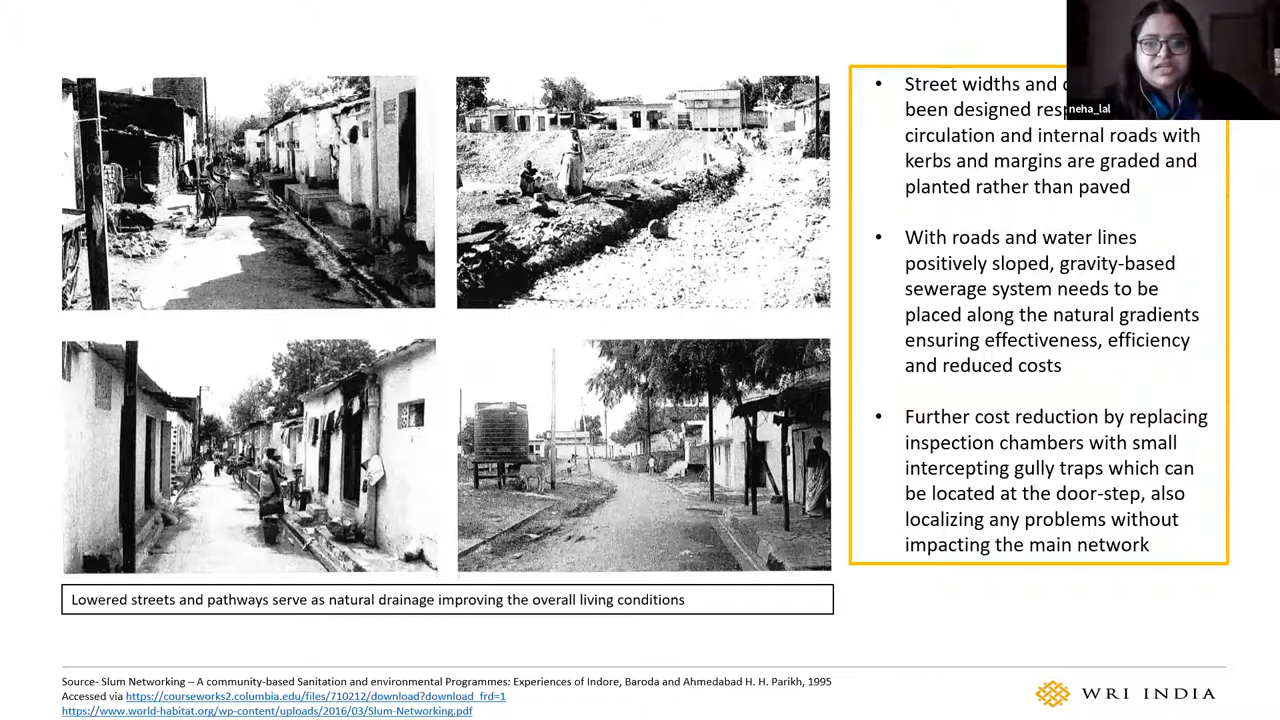 neha_lal
• Street widths and
been designed
circulation and internal roads with
kerbs and margins are graded and
planted rather than paved
• With roads and water lines
positively sloped, gravity-based
sewerage system needs to be
placed along the natural gradients
ensuring effectiveness, efficiency
and reduced costs
• Further cost reduction by replacing
inspection chambers with small
intercepting gully traps which can
be located at the door-step, also
localizing any problems without
impacting the main network
Lowered streets and pathways serve as natural drainage improving the overall living conditions
Source- Slum Networking – A community-based Sanitation and environmental Programmes: Experiences of Indore, Baroda and Ahmedabad H. H. Parikh, 1995
Accessed via https://courseworks2.columbia.edu/files/710212/download?download_frd=1
https://www.world-habitat.org/wp-content/uploads/2016/03/Slum-Networking.pdf
WRI INDIA